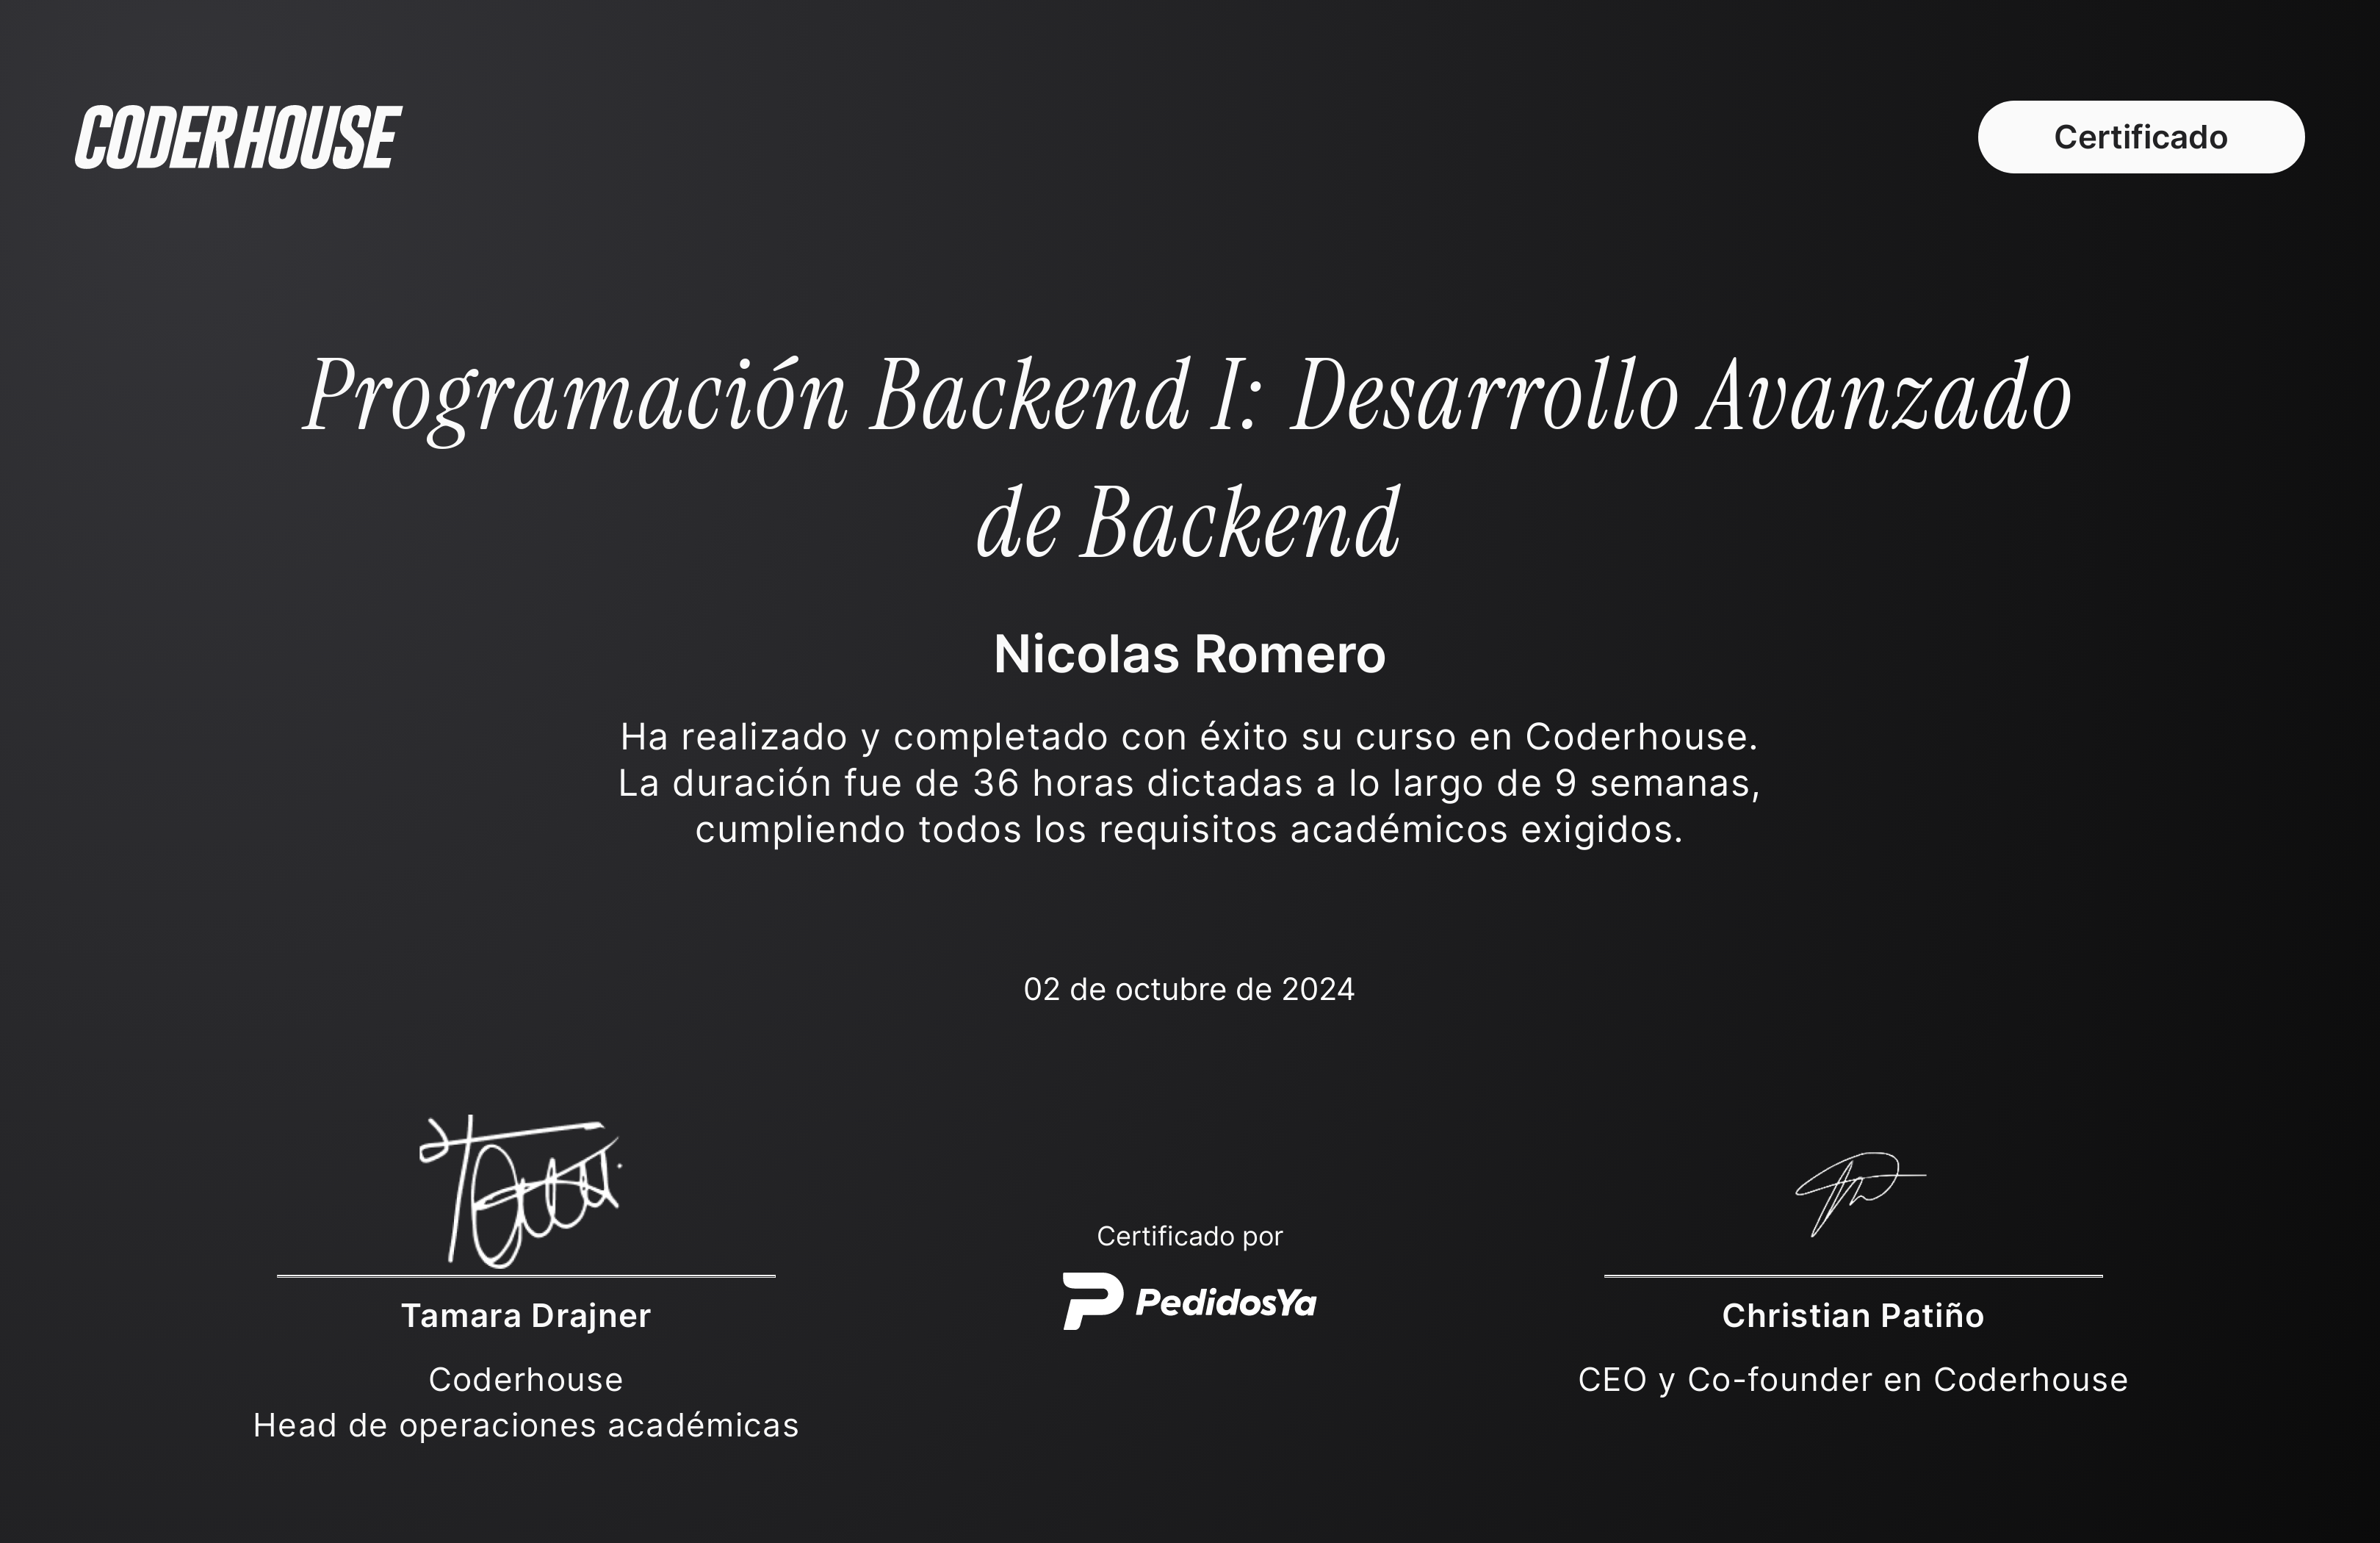 CODERHOUSE
Certificado
Programación Backend I: Desarrollo Avanzado
de Backend
Nicolas Romero
Ha realizado y completado con éxito su curso en Coderhouse.
La duración fue de 36 horas dictadas a lo largo de 9 semanas,
cumpliendo todos los requisitos académicos exigidos.
02 de octubre de 2024
Certificado por
PedidosYa
Tamara Drajner
Coderhouse
Head de operaciones académicas
Christian Patiño
CEO y Co-founder en Coderhouse